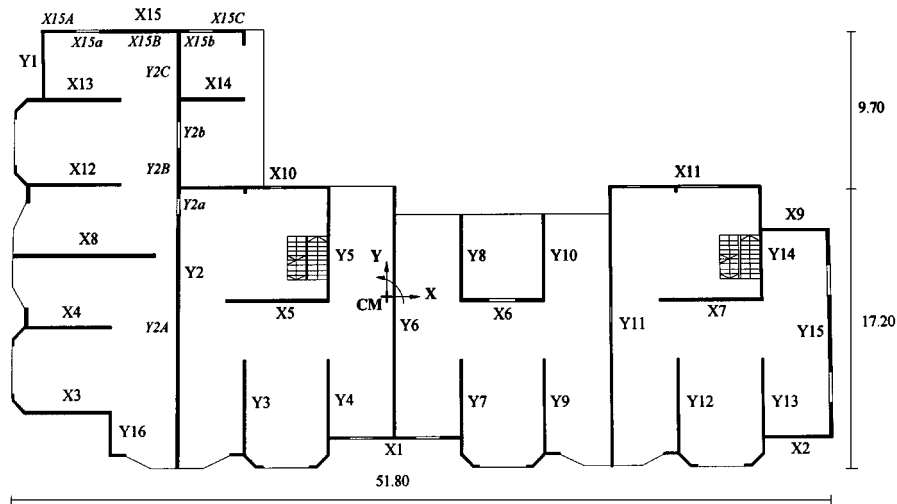 X15A X15 X15C
X15a X15B X15b
Y1 Y2C
X13 X14
Y2b 9.70
X12 Y2B X10 X11
Y2a X9
X8 Y2 Y5 Y Y8 Y10 Y14
CM X
X4 Y2A X5 Y6 X6 Y11 X7 Y15 17.20
X3 Y3 Y4 Y7 Y9 Y12 Y13
Y16 X1 X2
51.80